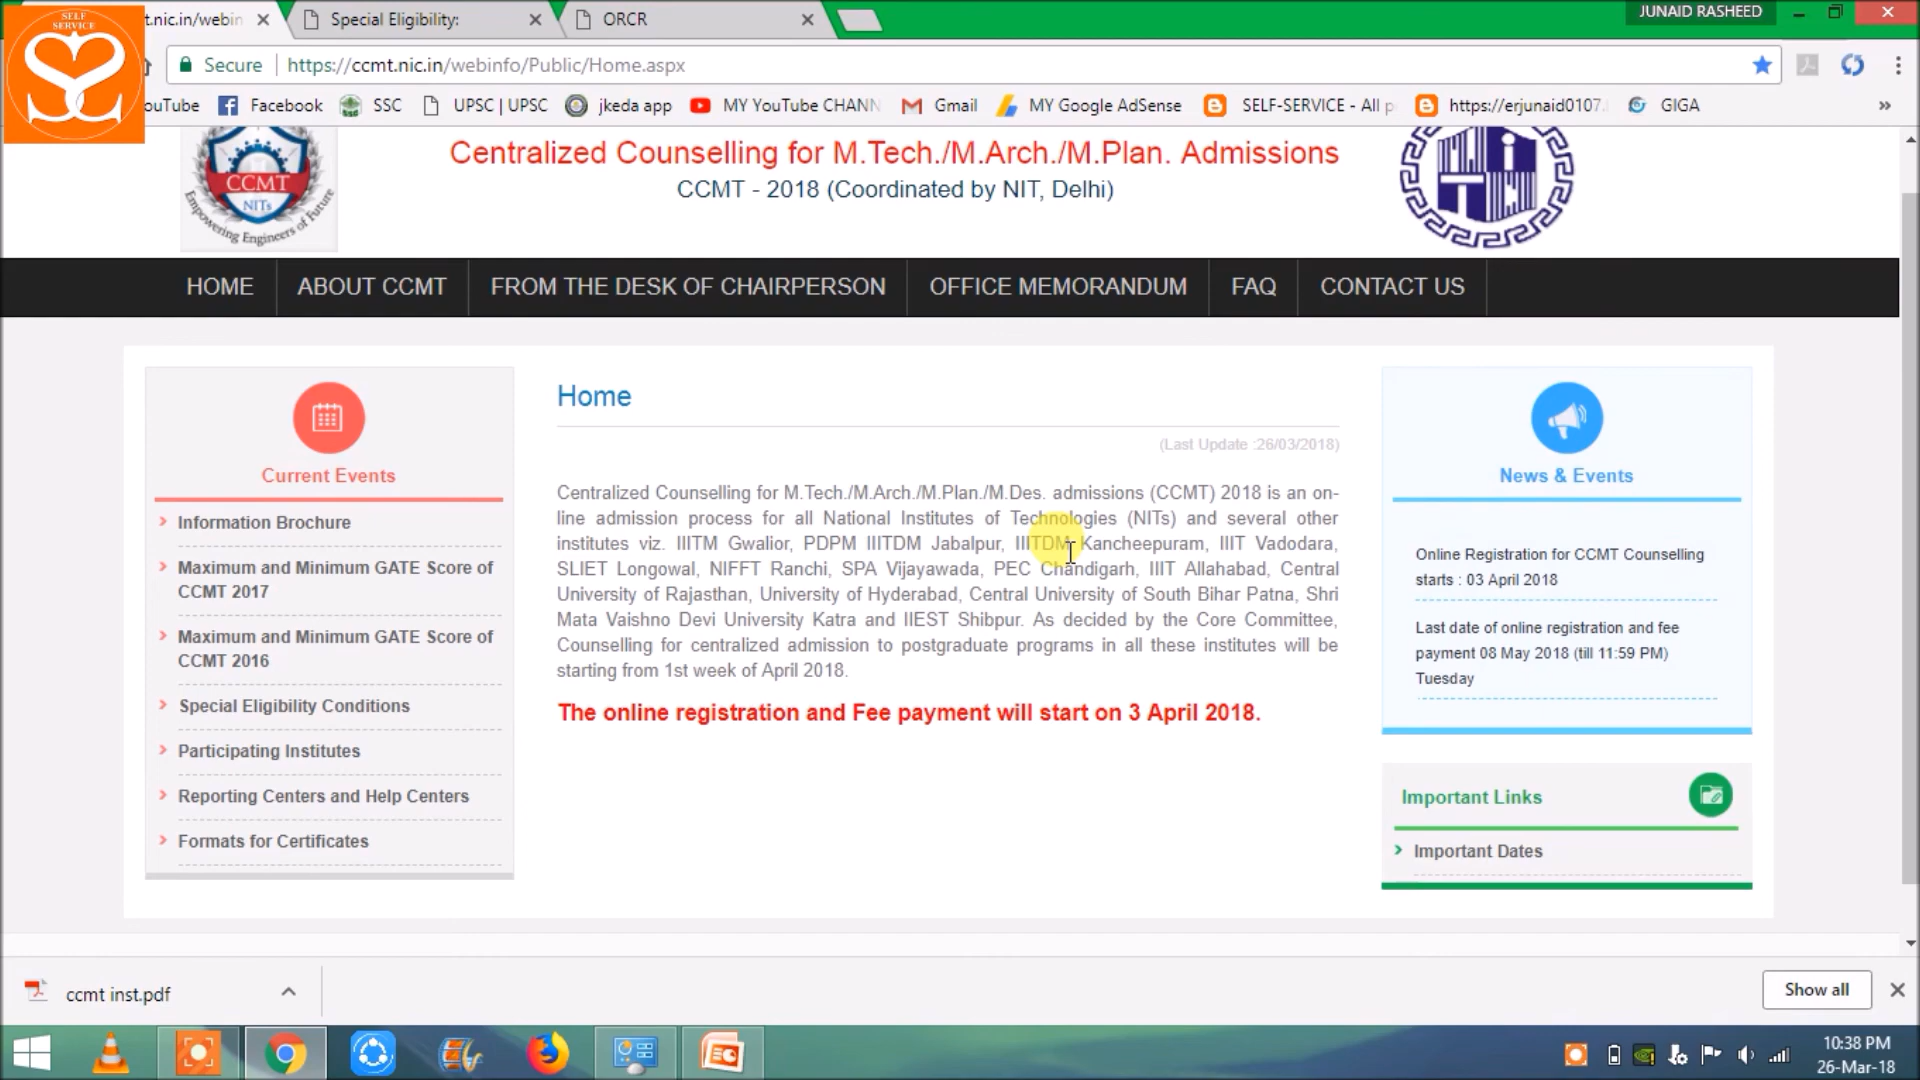 SELF
SERVICE
t.nic.in/webin
Special Eligibility:
ORCR
JUNAID RASHEED
Secure
https://ccmt.nic.in/webinfo/Public/Home.aspx
ouTube
Facebook
SSC
UPSC | UPSC
jkeda app
MY YouTube CHANN
Gmail
MY Google AdSense
SELF-SERVICE - All p
https://erjunaid0107.
GIGA
»
CCMT
NITs
Empowering Engineers of Future
Centralized Counselling for M.Tech./M.Arch./M.Plan. Admissions
CCMT - 2018 (Coordinated by NIT, Delhi)
HOME
ABOUT CCMT
FROM THE DESK OF CHAIRPERSON
OFFICE MEMORANDUM
FAQ
CONTACT US
Current Events
Information Brochure
Maximum and Minimum GATE Score of
CCMT 2017
Maximum and Minimum GATE Score of
CCMT 2016
Special Eligibility Conditions
Participating Institutes
Reporting Centers and Help Centers
Formats for Certificates
Home
(Last Update :26/03/2018)
Centralized Counselling for M.Tech./M.Arch./M.Plan./M.Des. admissions (CCMT) 2018 is an on-
line admission process for all National Institutes of Technologies (NITs) and several other
institutes viz. IIITM Gwalior, PDPM IIITDM Jabalpur, IIITDM Kancheepuram, IIIT Vadodara,
SLIET Longowal, NIFFT Ranchi, SPA Vijayawada, PEC Chandigarh, IIIT Allahabad, Central
University of Rajasthan, University of Hyderabad, Central University of South Bihar Patna, Shri
Mata Vaishno Devi University Katra and IIEST Shibpur. As decided by the Core Committee,
Counselling for centralized admission to postgraduate programs in all these institutes will be
starting from 1st week of April 2018.
The online registration and Fee payment will start on 3 April 2018.
News & Events
Online Registration for CCMT Counselling
starts : 03 April 2018
Last date of online registration and fee
payment 08 May 2018 (till 11:59 PM)
Tuesday
Important Links
Important Dates
ccmt inst.pdf
Show all
10:38 PM
26-Mar-18